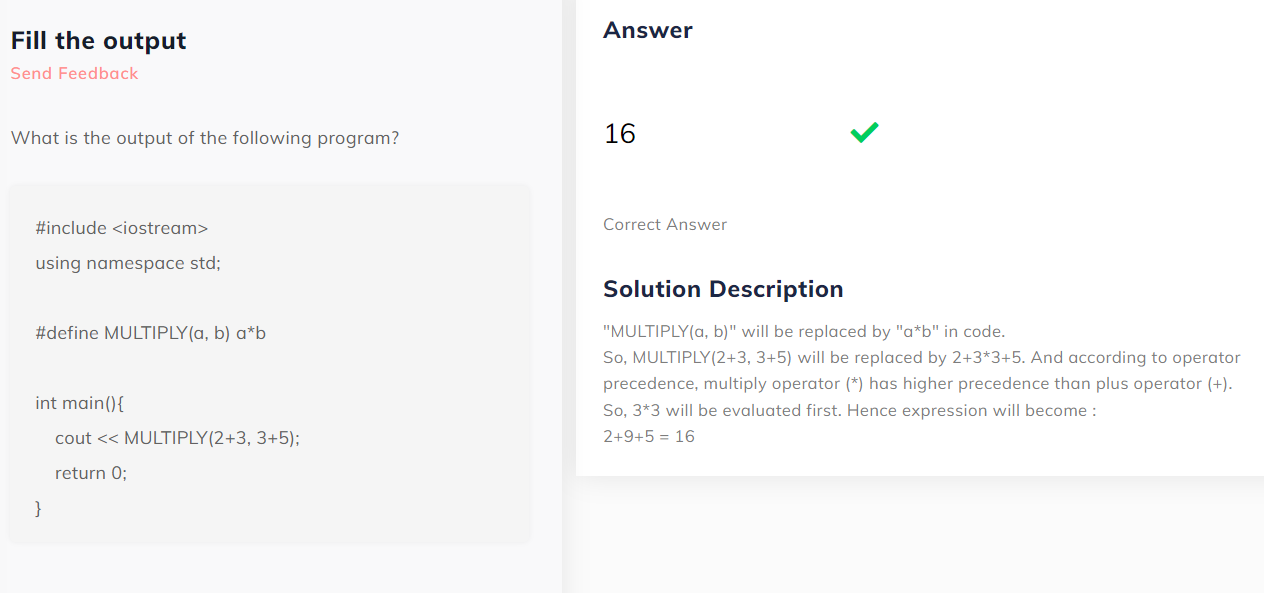 Fill the output
Send Feedback
What is the output of the following program?
#include <iostream>
using namespace std;
#define MULTIPLY(a, b) a*b
int main(){
cout << MULTIPLY(2+3, 3+5);
return 0;
}
Answer
16
Correct Answer
Solution Description
"MULTIPLY(a, b)" will be replaced by "a*b" in code.
So, MULTIPLY(2+3, 3+5) will be replaced by 2+3*3+5. And according to operator
precedence, multiply operator (*) has higher precedence than plus operator (+).
So, 3*3 will be evaluated first. Hence expression will become :
2+9+5 = 16